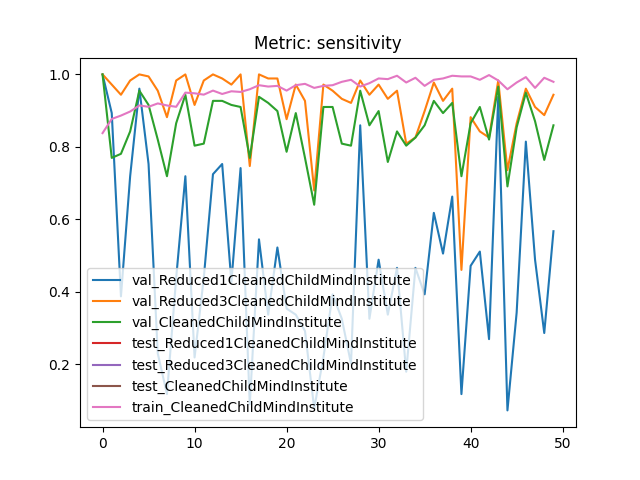 Metric: sensitivity
1.0
0.8
0.6
0.4
0.2
val_Reduced1CleanedChildMindInstitute
val_Reduced3CleanedChildMindInstitute
val_CleanedChildMindInstitute
test_Reduced1CleanedChildMindInstitute
test_Reduced3CleanedChildMindInstitute
test_CleanedChildMindInstitute
train_CleanedChildMindInstitute
0 10 20 30 40 50